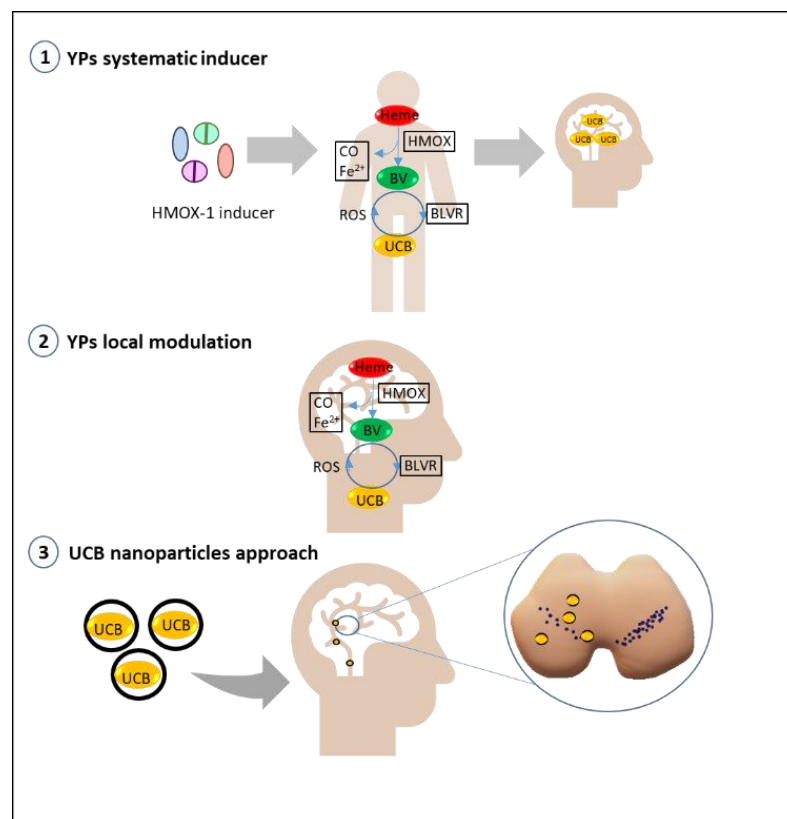 1 YPs systematic inducer
Heme
HMOX
CO
Fe2+
BV
ROS
BLVR
UCB
HMOX-1 inducer
UCB
UCB UCB
2 YPs local modulation
Heme
HMOX
CO
Fe2+
BV
ROS
BLVR
UCB
3 UCB nanoparticles approach
UCB
UCB
UCB